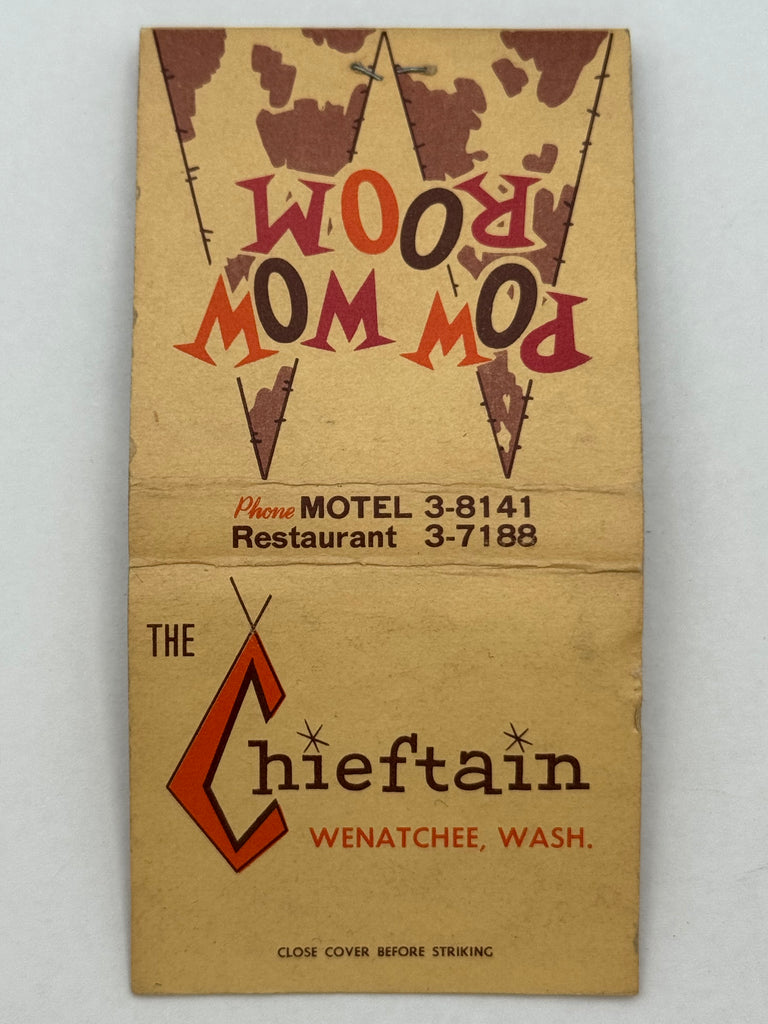 POW WOW
ROOM
Phone MOTEL 3-8141
Restaurant 3-7188
THE
Chieftain
WENATCHEE, WASH.
CLOSE COVER BEFORE STRIKING